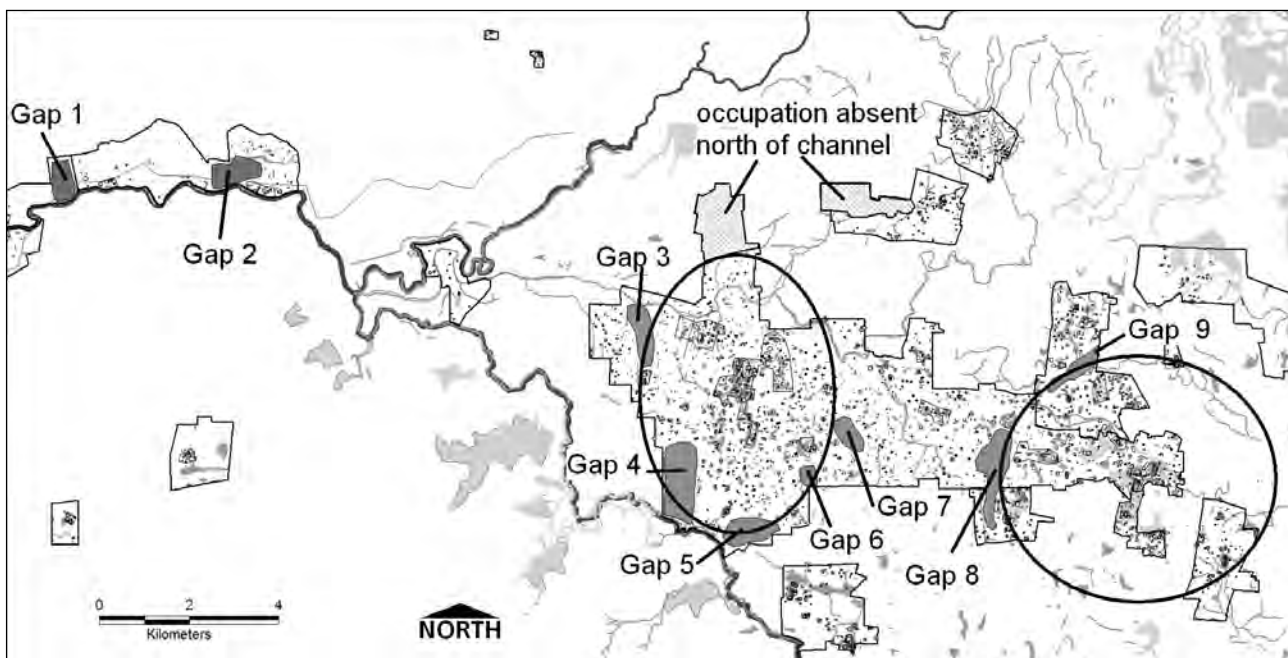 Gap 1
occupation absent
north of channel
Gap 2
Gap 3
Gap 9
Gap 4
Gap 7
Gap 6
Gap 5
Gap 8
0 2 4
Kilometers
NORTH